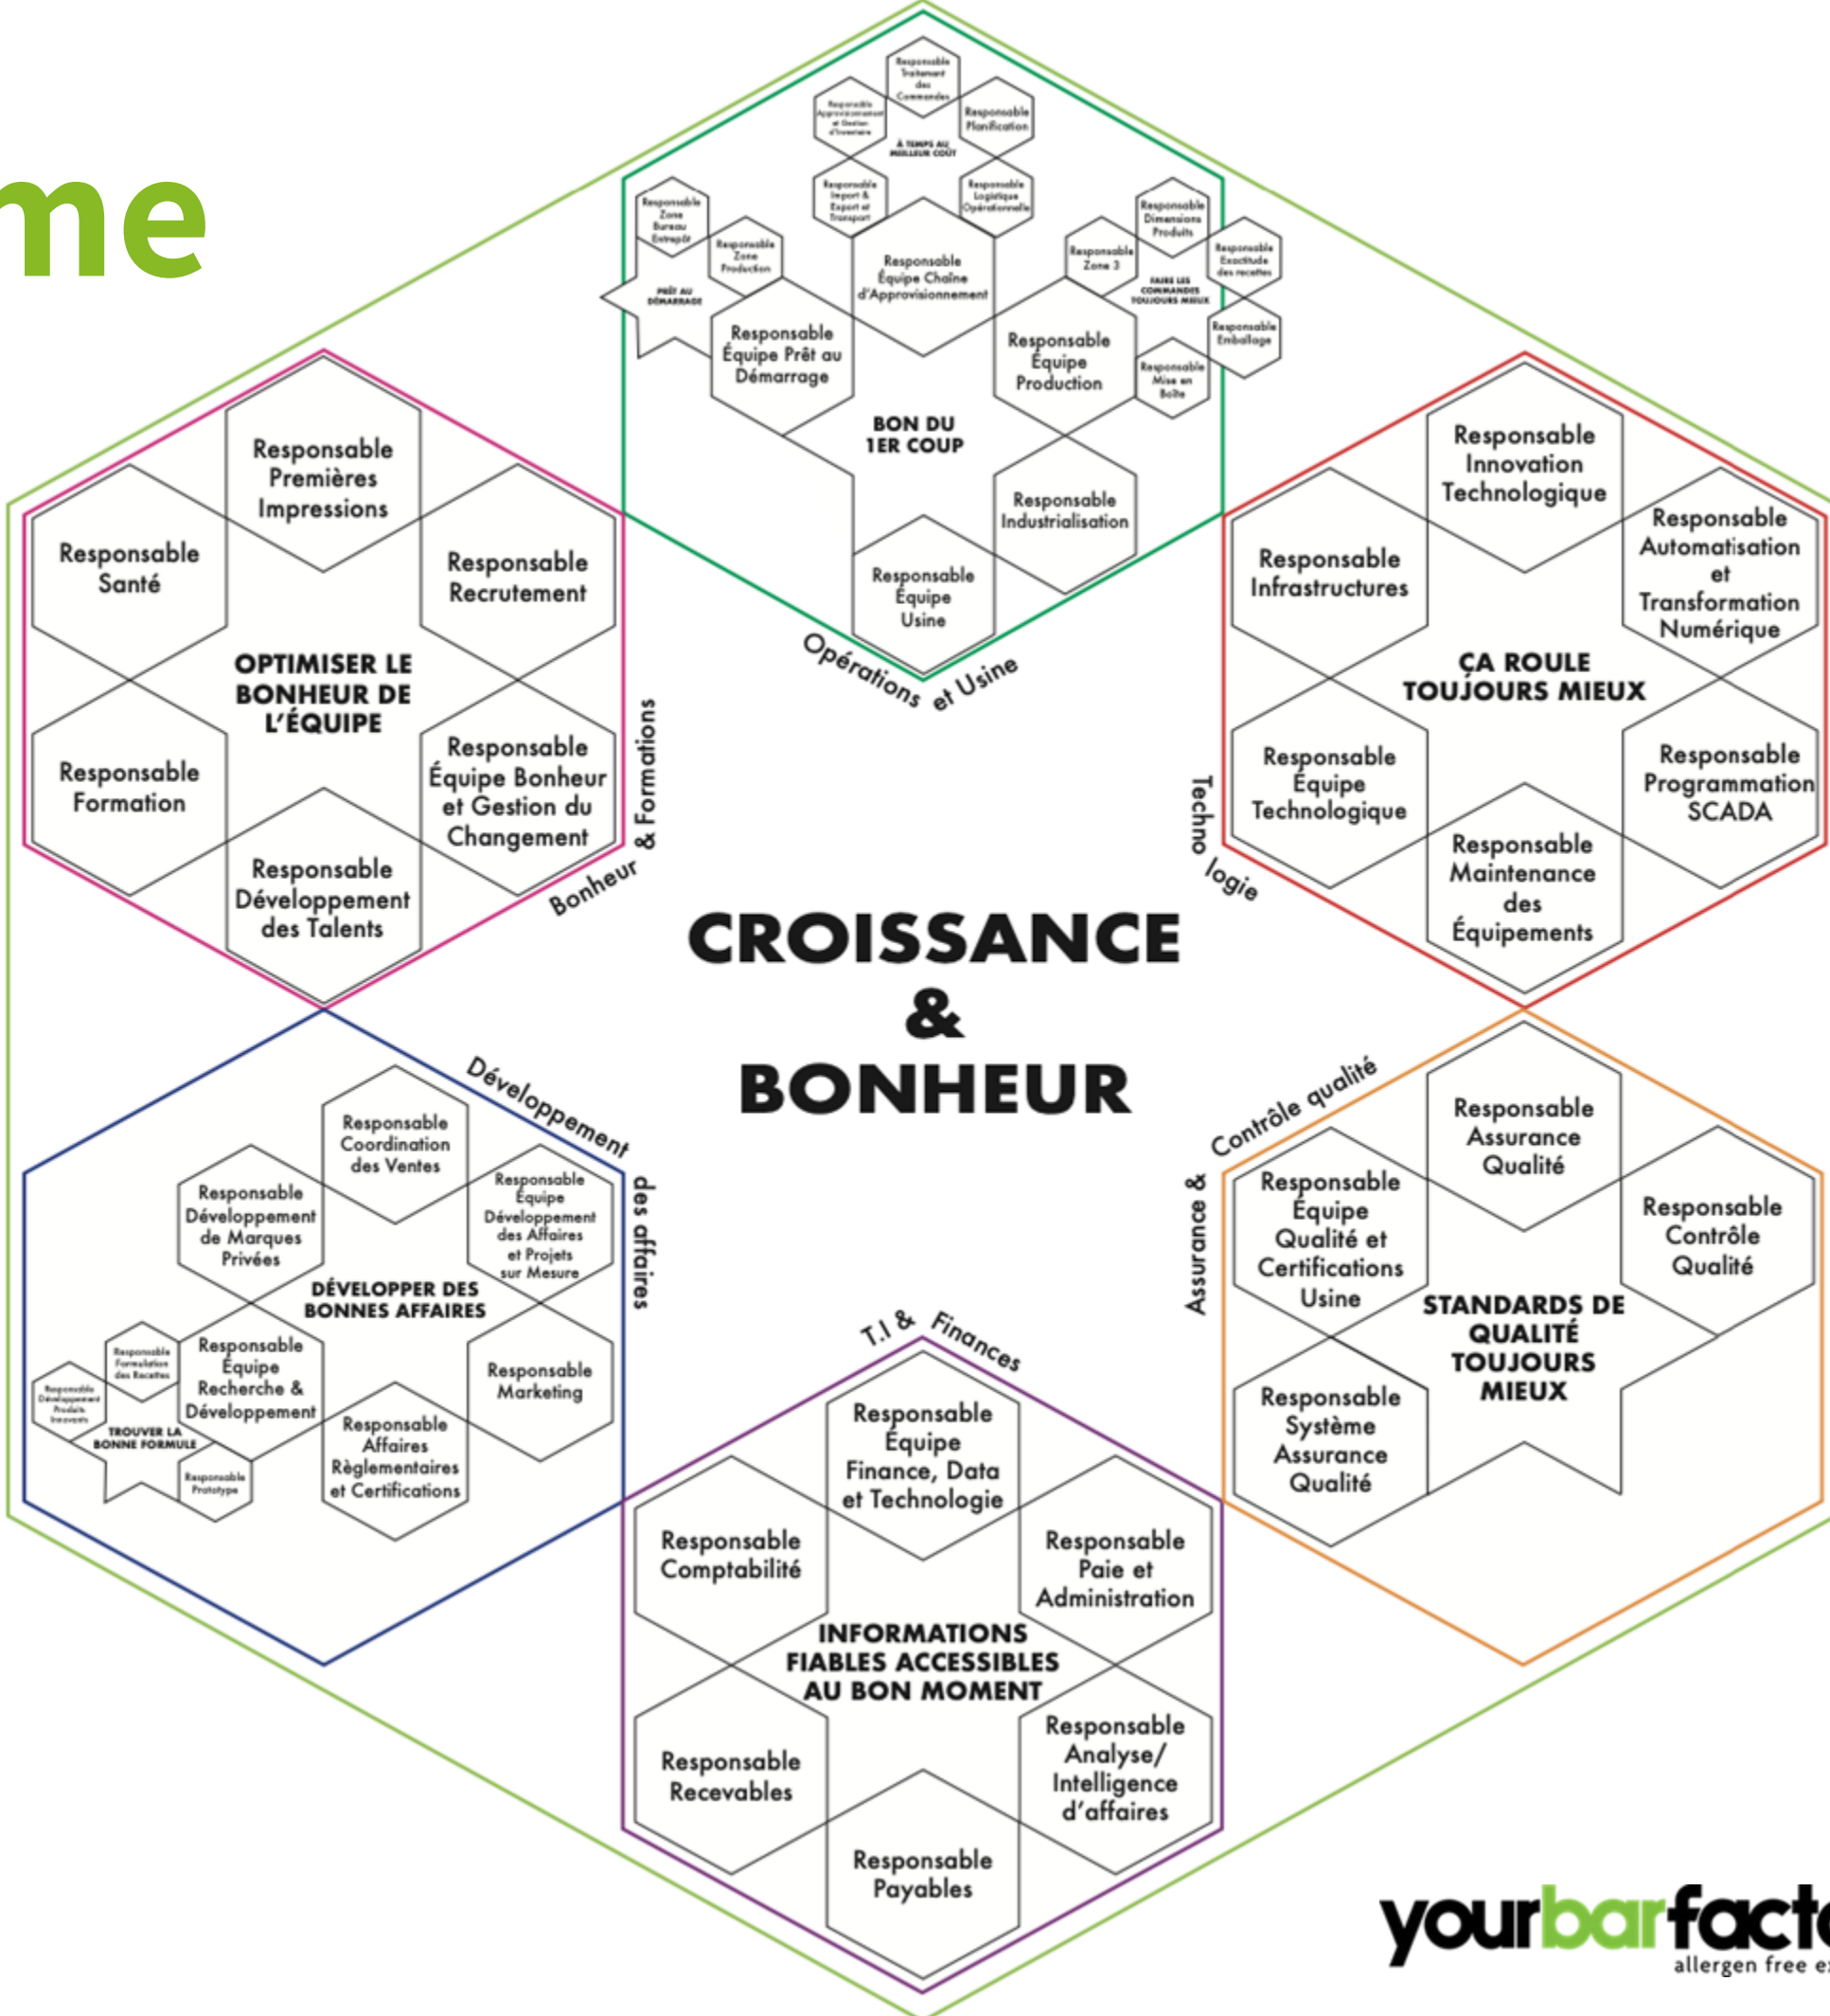 me
Responsable
Traitement
des
Commandes
Responsable
Approvisionnement
et Gestion
d'Inventaire
Responsable
Planification
À TEMPS AU
MEILLEUR COÛT
Responsable
Import &
Export et
Transport
Responsable
Logistique
Opérationnelle
Responsable
Zone
Bureau
Entrepôt
Responsable
Zone
Production
PRÊT AU
DÉMARRAGE
Responsable
Équipe Prêt au
Démarrage
Responsable
Équipe Chaîne
d'Approvisionnement
Responsable
Dimensions
Produits
Responsable
Zone 3
Responsable
Exactitude
des recettes
FAIRE LES
COMMANDES
TOUJOURS MIEUX
Responsable
Emballage
Responsable
Mise en
Boîte
Responsable
Équipe
Production
BON DU
1ER COUP
Responsable
Industrialisation
Responsable
Équipe
Usine
Opérations et Usine
Responsable
Premières
Impressions
Responsable
Santé
Responsable
Recrutement
OPTIMISER LE
BONHEUR DE
L'ÉQUIPE
Responsable
Formation
Responsable
Équipe Bonheur
et Gestion du
Changement
Responsable
Développement
des Talents
Bonheur & Formations
Responsable
Innovation
Technologique
Responsable
Infrastructures
Responsable
Automatisation
et
Transformation
Numérique
ÇA ROULE
TOUJOURS MIEUX
Responsable
Équipe
Technologique
Responsable
Programmation
SCADA
Responsable
Maintenance
des
Équipements
Techno logie
CROISSANCE
&
BONHEUR
Développement des affaires
Responsable
Coordination
des Ventes
Responsable
Développement
de Marques
Privées
Responsable
Équipe
Développement
des Affaires
et Projets
sur Mesure
DÉVELOPPER DES
BONNES AFFAIRES
Responsable
Formulation
des Recettes
Responsable
Développement
Produits
Innovants
Responsable
Équipe
Recherche &
Développement
TROUVER LA
BONNE FORMULE
Responsable
Prototype
Responsable
Affaires
Règlementaires
et Certifications
Responsable
Marketing
Assurance & Contrôle qualité
Responsable
Assurance
Qualité
Responsable
Équipe
Qualité et
Certifications
Usine
Responsable
Contrôle
Qualité
STANDARDS DE
QUALITÉ
TOUJOURS
MIEUX
Responsable
Système
Assurance
Qualité
T.I & Finances
Responsable
Équipe
Finance, Data
et Technologie
Responsable
Comptabilité
Responsable
Paie et
Administration
INFORMATIONS
FIABLES ACCESSIBLES
AU BON MOMENT
Responsable
Recevables
Responsable
Analyse/
Intelligence
d'affaires
Responsable
Payables
yourbarfacto
allergen free e